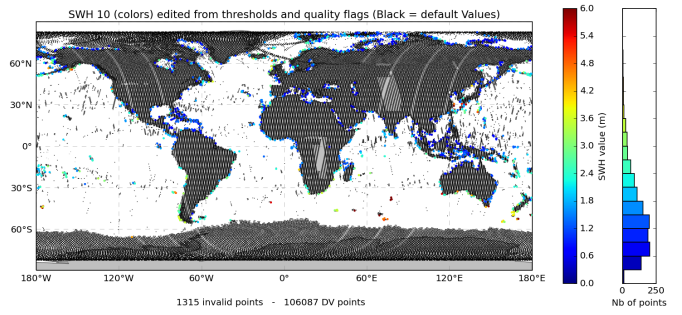 SWH 10 (colors) edited from thresholds and quality flags (Black = default Values)
60°N
30°N
0°
30°S
60°S
180°W 120°W 60°W 0° 60°E 120°E 180°E
1315 invalid points - 106087 DV points
6.0
5.4
4.8
4.2
3.6
3.0
2.4
1.8
1.2
0.6
0.0
SWH value (m)
0 250
Nb of points